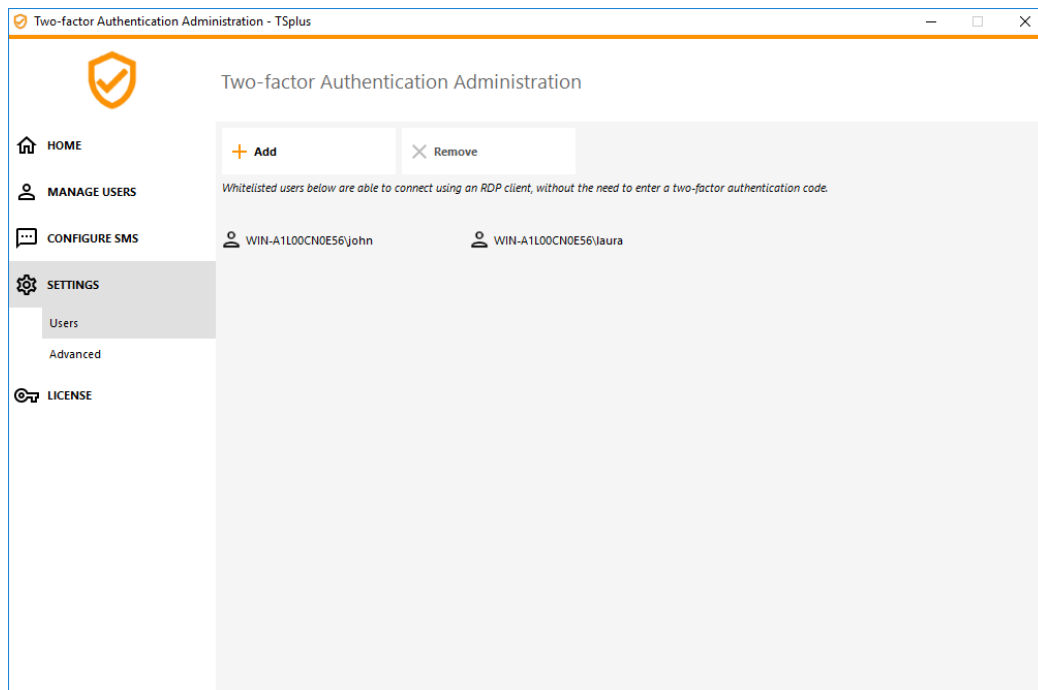 Two-factor Authentication Administration - TSplus
Two-factor Authentication Administration
HOME
MANAGE USERS
CONFIGURE SMS
SETTINGS
Users
Advanced
LICENSE
Add
Remove
Whitelisted users below are able to connect using an RDP client, without the need to enter a two-factor authentication code.
WIN-A1L00CN0E56\john
WIN-A1L00CN0E56\laura